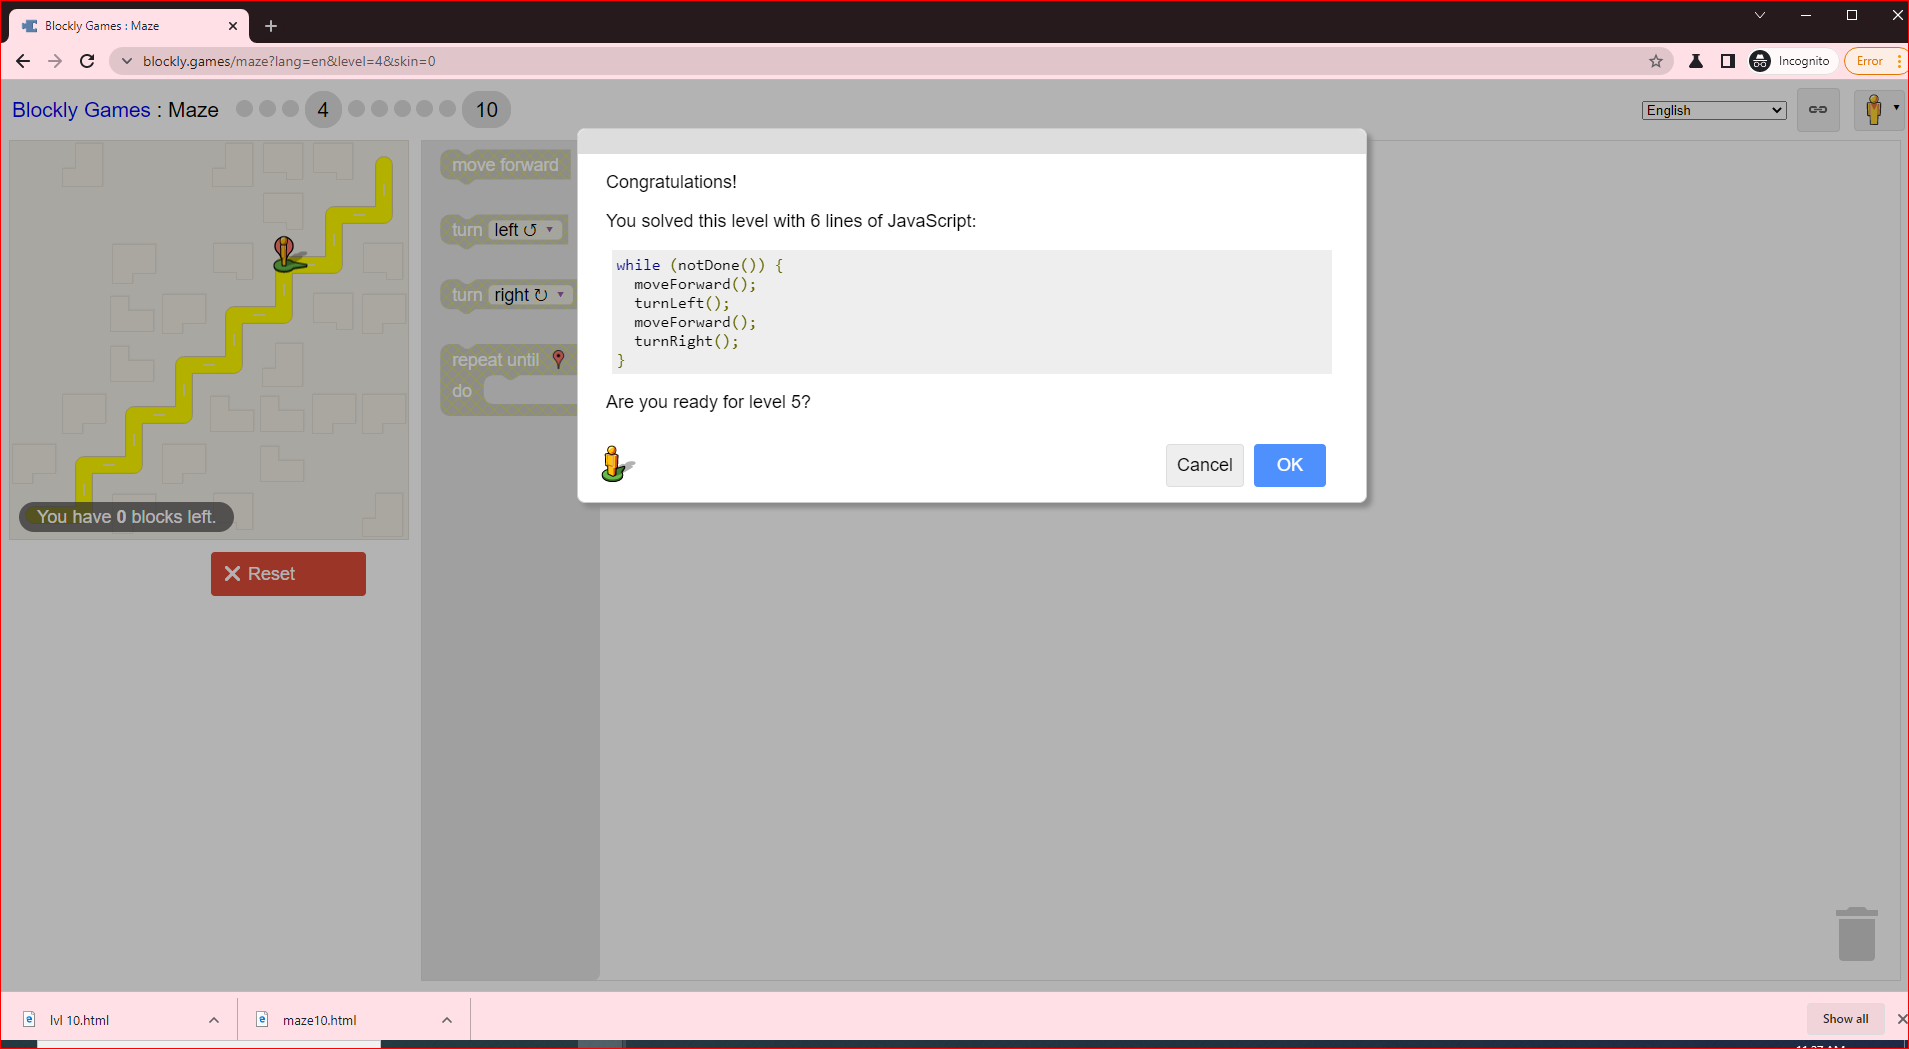 Blockly Games : Maze
blockly.games/maze?lang=en&level=4&skin=0
Incognito
Error
Blockly Games : Maze
4
10
English
move forward
turn left ↺
turn right ↻
repeat until
do
You have 0 blocks left.
Reset
Congratulations!
You solved this level with 6 lines of JavaScript:
while (notDone()) {
  moveForward();
  turnLeft();
  moveForward();
  turnRight();
}
Are you ready for level 5?
Cancel
OK
lvl 10.html
maze10.html
Show all